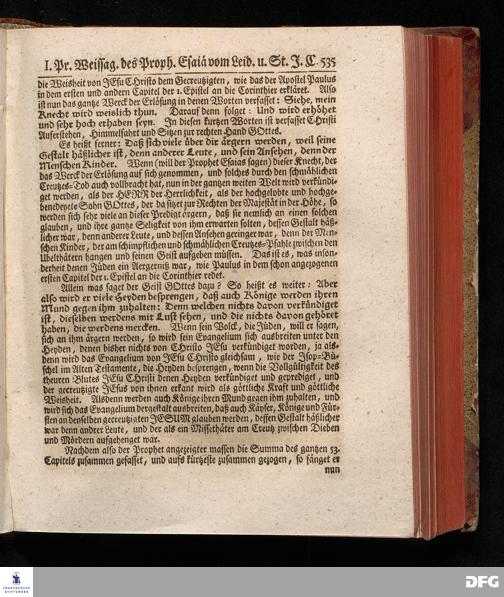 I. Pr. Weissag. des Proph. Esaiä vom Leid. u. St. J. C. 535
die Weisheit von JEsu CHristo dem Gecreutzigten, wie das der Apostel Paulus
in dem ersten und andern Capitel der 1. Epistel an die Corinthier erkläret. Also
ist nun das gantze Werck der Erlösung in denen Worten verfasset: Siehe, mein
Knecht wird weislich thun. Darauf denn folget: Und wird erhöhet
und sehr hoch erhaben seyn. In diesen kurtzen Worten ist verfasset Christi
Auferstehen, Himmelfahrt und Sitzen zur rechten Hand GOttes.
Es heißt ferner: Daß sich viele über dir ärgern werden, weil seine
Gestalt häßlicher ist, denn anderer Leute, und sein Ansehen, denn der
Menschen Kinder. Wenn (will der Prophet Esaias sagen) dieser Knecht, der
das Werck der Erlösung auf sich genommen, und solches durch den schmählichen
Creutzes-Tod auch vollbracht hat, nun in der gantzen weiten Welt wird verkündi-
get werden, als der HERR der Herrlichkeit, als der hochgelobte und hochge-
benedeyete Sohn GOttes, der da sitzet zur Rechten der Majestät in der Höhe, so
werden sich sehr viele an dieser Predigt ärgern, daß sie nemlich an einen solchen
glauben, und ihre gantze Seligkeit von ihm erwarten solten, dessen Gestalt häß-
licher war, denn anderer Leute, und dessen Ansehen geringer war, denn der Men-
schen Kinder, der am schimpflichen und schmählichen Creutzes-Pfahle zwischen den
Ubelthätern hangen und seinen Geist aufgeben müssen. Das ist es, was inson-
derheit denen Jüden ein Aergerniß war, wie Paulus in dem schon angezogenen
ersten Capitel der 1. Epistel an die Corinthier redet.
Allein was saget der Geist GOttes dazu? So heißt es weiter: Aber
also wird er viele Heyden besprengen, daß auch Könige werden ihren
Mund gegen ihm zuhalten: Denn welchen nichts davon verkündiget
ist, dieselben werdens mit Lust sehen, und die nichts davon gehöret
haben, die werdens mercken. Wenn sein Volck, die Jüden, will er sagen,
sich an ihm ärgern werden, so wird sein Evangelium sich ausbreiten unter den
Heyden, denen bisher nichts von CHristo JEsu verkündiget worden, ja als-
denn wird das Evangelium von JEsu CHristo gleichsam, wie der Jsop-Bü-
schel im Alten Testamente, die Heyden besprengen, wenn die Vollgültigkeit des
theuren Blutes JEsu CHristi denen Heyden verkündiget und geprediget, und
der gecreutzigte JEsus von ihnen erkant wird als göttliche Kraft und göttliche
Weisheit. Alsdenn werden auch Könige ihren Mund gegen ihm zuhalten, und
wird sich das Evangelium dergestalt ausbreiten, daß auch Käyser, Könige und Für-
sten an denselben gecreutzigten JESUM glauben werden, dessen Gestalt häßlicher
war denn anderer Leute, und der als ein Missethäter am Creutz zwischen Dieben
und Mördern aufgehenget war.
Nachdem also der Prophet angezeigter massen die Summa des gantzen 53.
Capitels zusammen gefasset, und aufs kürtzeste zusammen gezogen, so fänget er
nun
FRANCKESCHE STIFTUNGEN
DFG